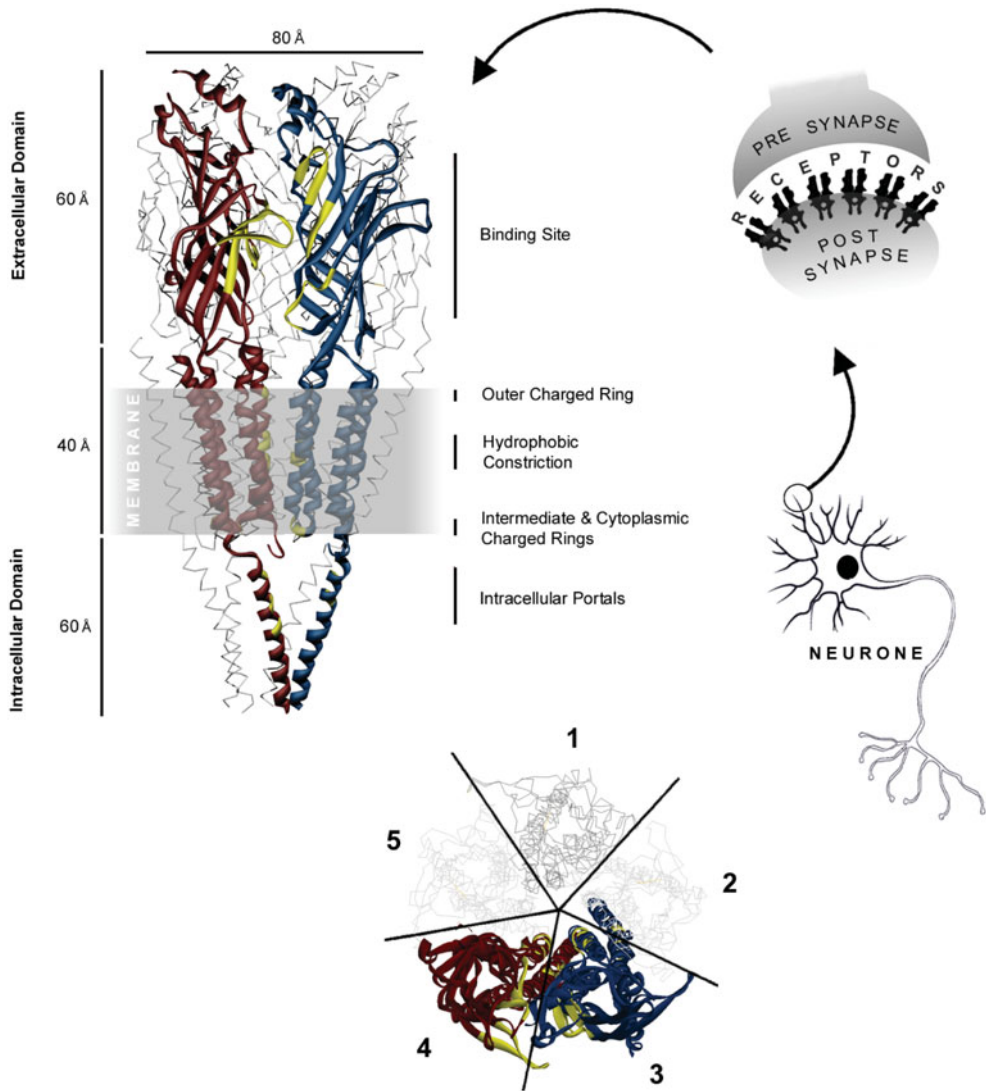 80 Å
Extracellular Domain
60 Å
Binding Site
PRE SYNAPSE
RECEPTORS
POST
SYNAPSE
MEMBRANE
40 Å
Outer Charged Ring
Hydrophobic
Constriction
Intermediate & Cytoplasmic
Charged Rings
Intracellular Domain
60 Å
Intracellular Portals
NEURONE
1
5
2
4
3